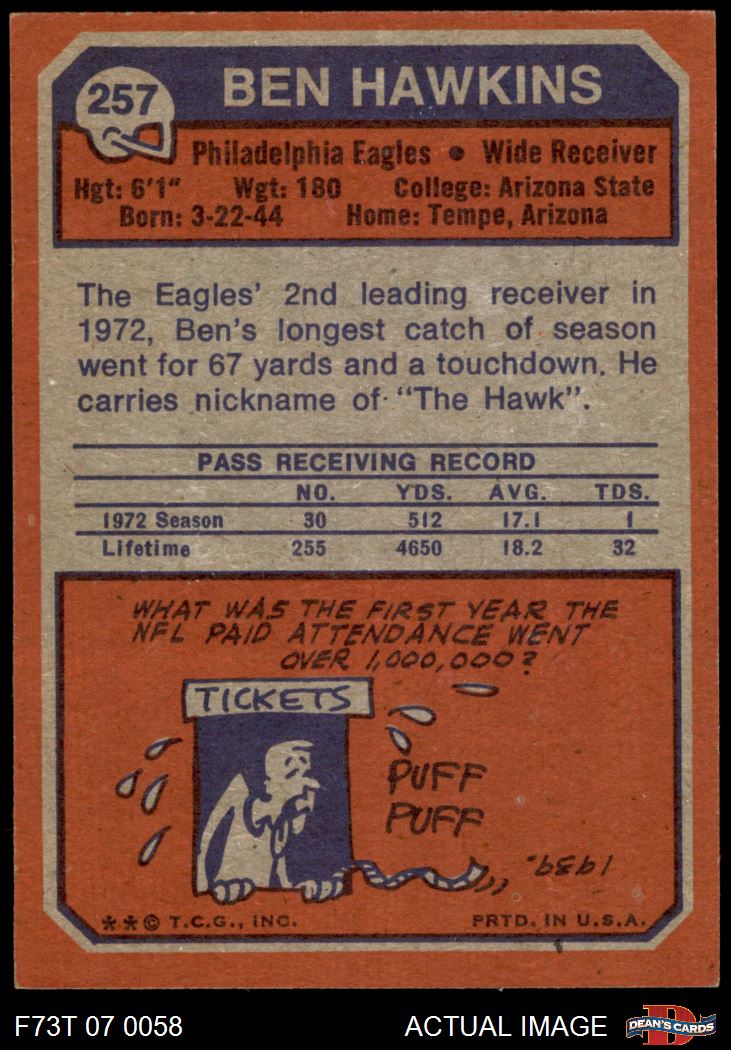 257
BEN HAWKINS
Philadelphia Eagles • Wide Receiver
Hgt: 6'1" Wgt: 180 College: Arizona State
Born: 3-22-44 Home: Tempe, Arizona
The Eagles' 2nd leading receiver in
1972, Ben's longest catch of season
went for 67 yards and a touchdown. He
carries nickname of "The Hawk".
PASS RECEIVING RECORD
NO. YDS. AVG. TDS.
1972 Season 30 512 17.1 1
Lifetime 255 4650 18.2 32
WHAT WAS THE FIRST YEAR THE
NFL PAID ATTENDANCE WENT
OVER 1,000,000?
TICKETS
PUFF
PUFF
1939.
**© T.C.G., INC. PRTD. IN U.S.A.
F73T 07 0058 ACTUAL IMAGE
D
DEAN'S CARDS